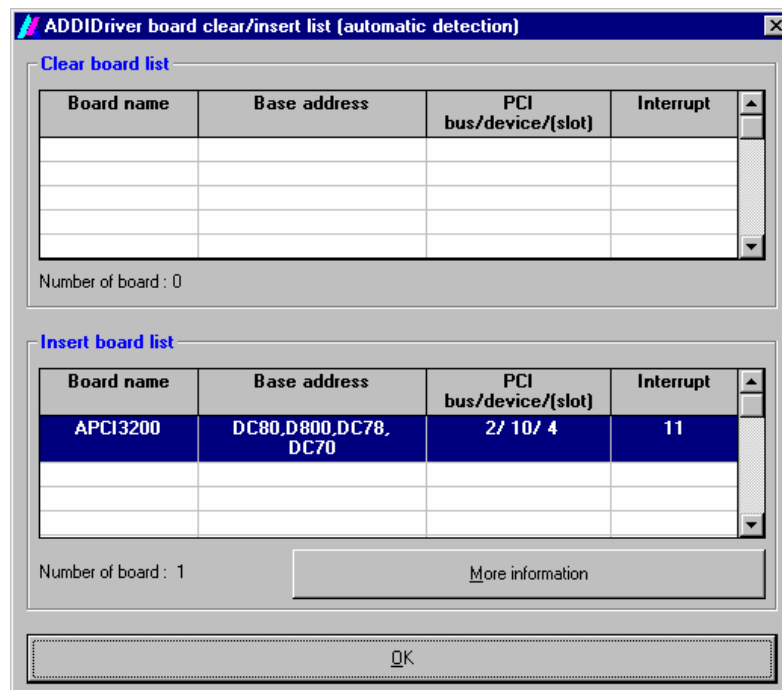 ADDIDriver board clear/insert list (automatic detection)
Clear board list
Board name Base address PCI Interrupt
bus/device/(slot)
Number of board : 0
Insert board list
Board name Base address PCI Interrupt
bus/device/(slot)
APCI3200 DC80,D800,DC78, 2/ 10/ 4 11
DC70
Number of board : 1 More information
OK